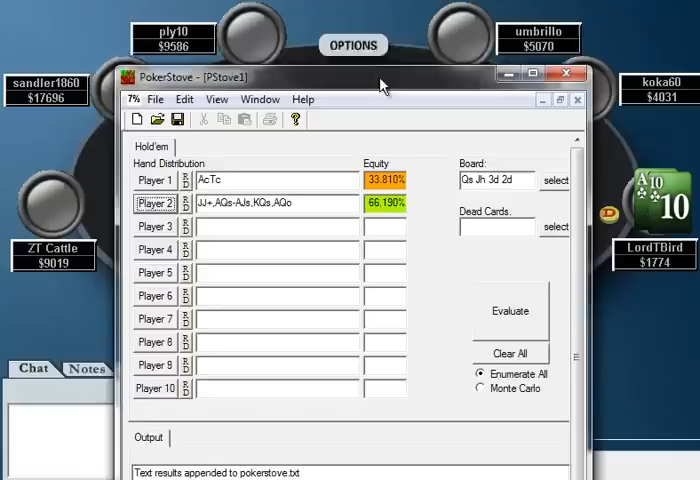 ply10
$9586
OPTIONS
umbrillo
$5070
sandler1860
$17696
koka60
$4031
PokerStove - [PStove1]
7% File Edit View Window Help
Hold'em
Hand Distribution
Equity
Board:
Player 1
R
D
AcTc
33.810%
Qs Jh 3d 2d
select
Player 2
R
D
JJ+,AQs-AJs,KQs,AQo
66.190%
Dead Cards.
select
Player 3
R
D
Player 4
R
D
Player 5
R
D
Player 6
R
D
Player 7
R
D
Player 8
R
D
Player 9
R
D
Player 10
R
D
Evaluate
Clear All
Enumerate All
Monte Carlo
A
10
10
D
LordTBird
$1774
ZT Cattle
$9019
Chat
Notes
Output
Text results appended to pokerstove.txt